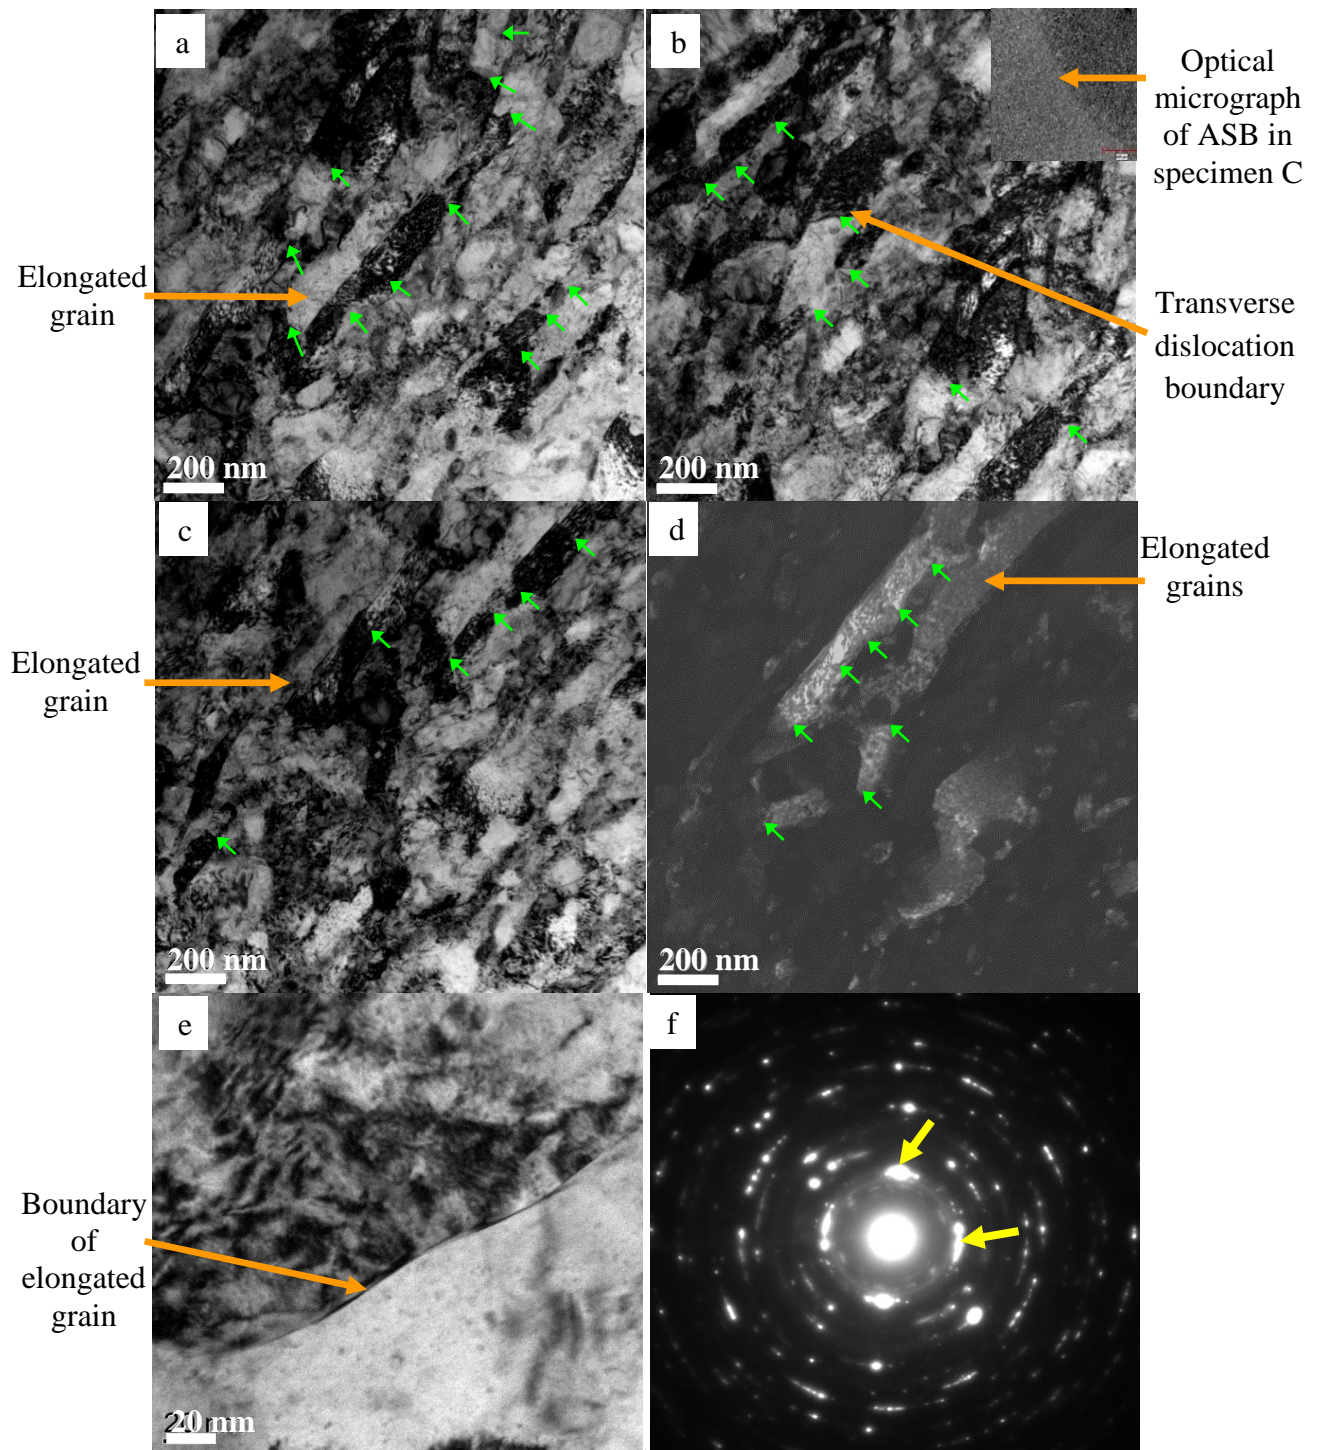 a
b
Optical
micrograph
of ASB in
specimen C
Elongated
grain
Transverse
dislocation
boundary
200 nm
200 nm
c
d
Elongated
grains
Elongated
grain
200 nm
200 nm
e
f
Boundary
of
elongated
grain
20 nm